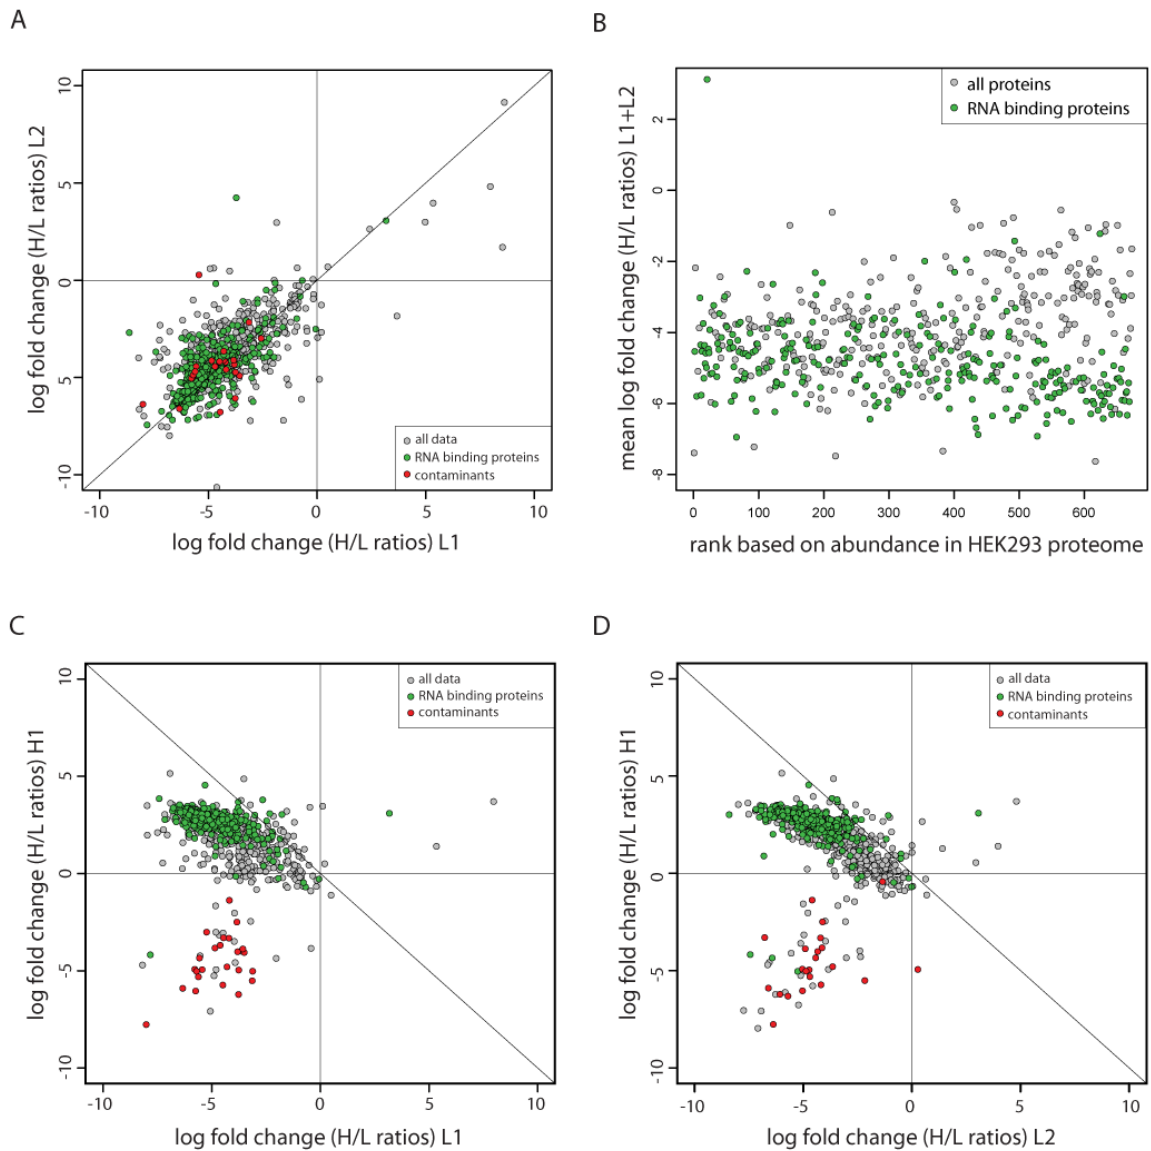 A
10
5
0
5
-10
log fold change (H/L ratios) L2
all data
RNA binding proteins
contaminants
-10
-5
0
5
10
log fold change (H/L ratios) L1
B
all proteins
RNA binding proteins
2
0
-2
-4
-6
-8
mean log fold change (H/L ratios) L1+L2
0
100
200
300
400
500
600
rank based on abundance in HEK293 proteome
C
10
5
0
-5
-10
log fold change (H/L ratios) H1
all data
RNA binding proteins
contaminants
-10
-5
0
5
10
log fold change (H/L ratios) L1
D
10
5
0
-5
-10
log fold change (H/L ratios) H1
all data
RNA binding proteins
contaminants
-10
-5
0
5
10
log fold change (H/L ratios) L2